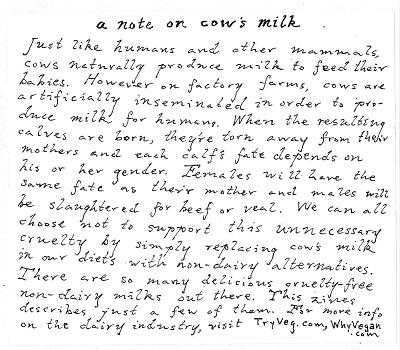 a note on cow's milk
Just like humans and other mammals,
cows naturally produce milk to feed their
babies. However on factory farms, cows are
artificially inseminated in order to pro-
duce milk for humans. When the resulting
calves are born, they're torn away from their
mothers and each calf's fate depends on
his or her gender. Females will have the
same fate as their mother and males will
be slaughtered for beef or veal. We can all
choose not to support this unnecessary
cruelty by simply replacing cow's milk
in our diets with non-dairy alternatives.
There are so many delicious cruelty-free
non-dairy milks out there. This zines
describes just a few of them. For more info
on the dairy industry, visit TryVeg.com, WhyVegan
.com